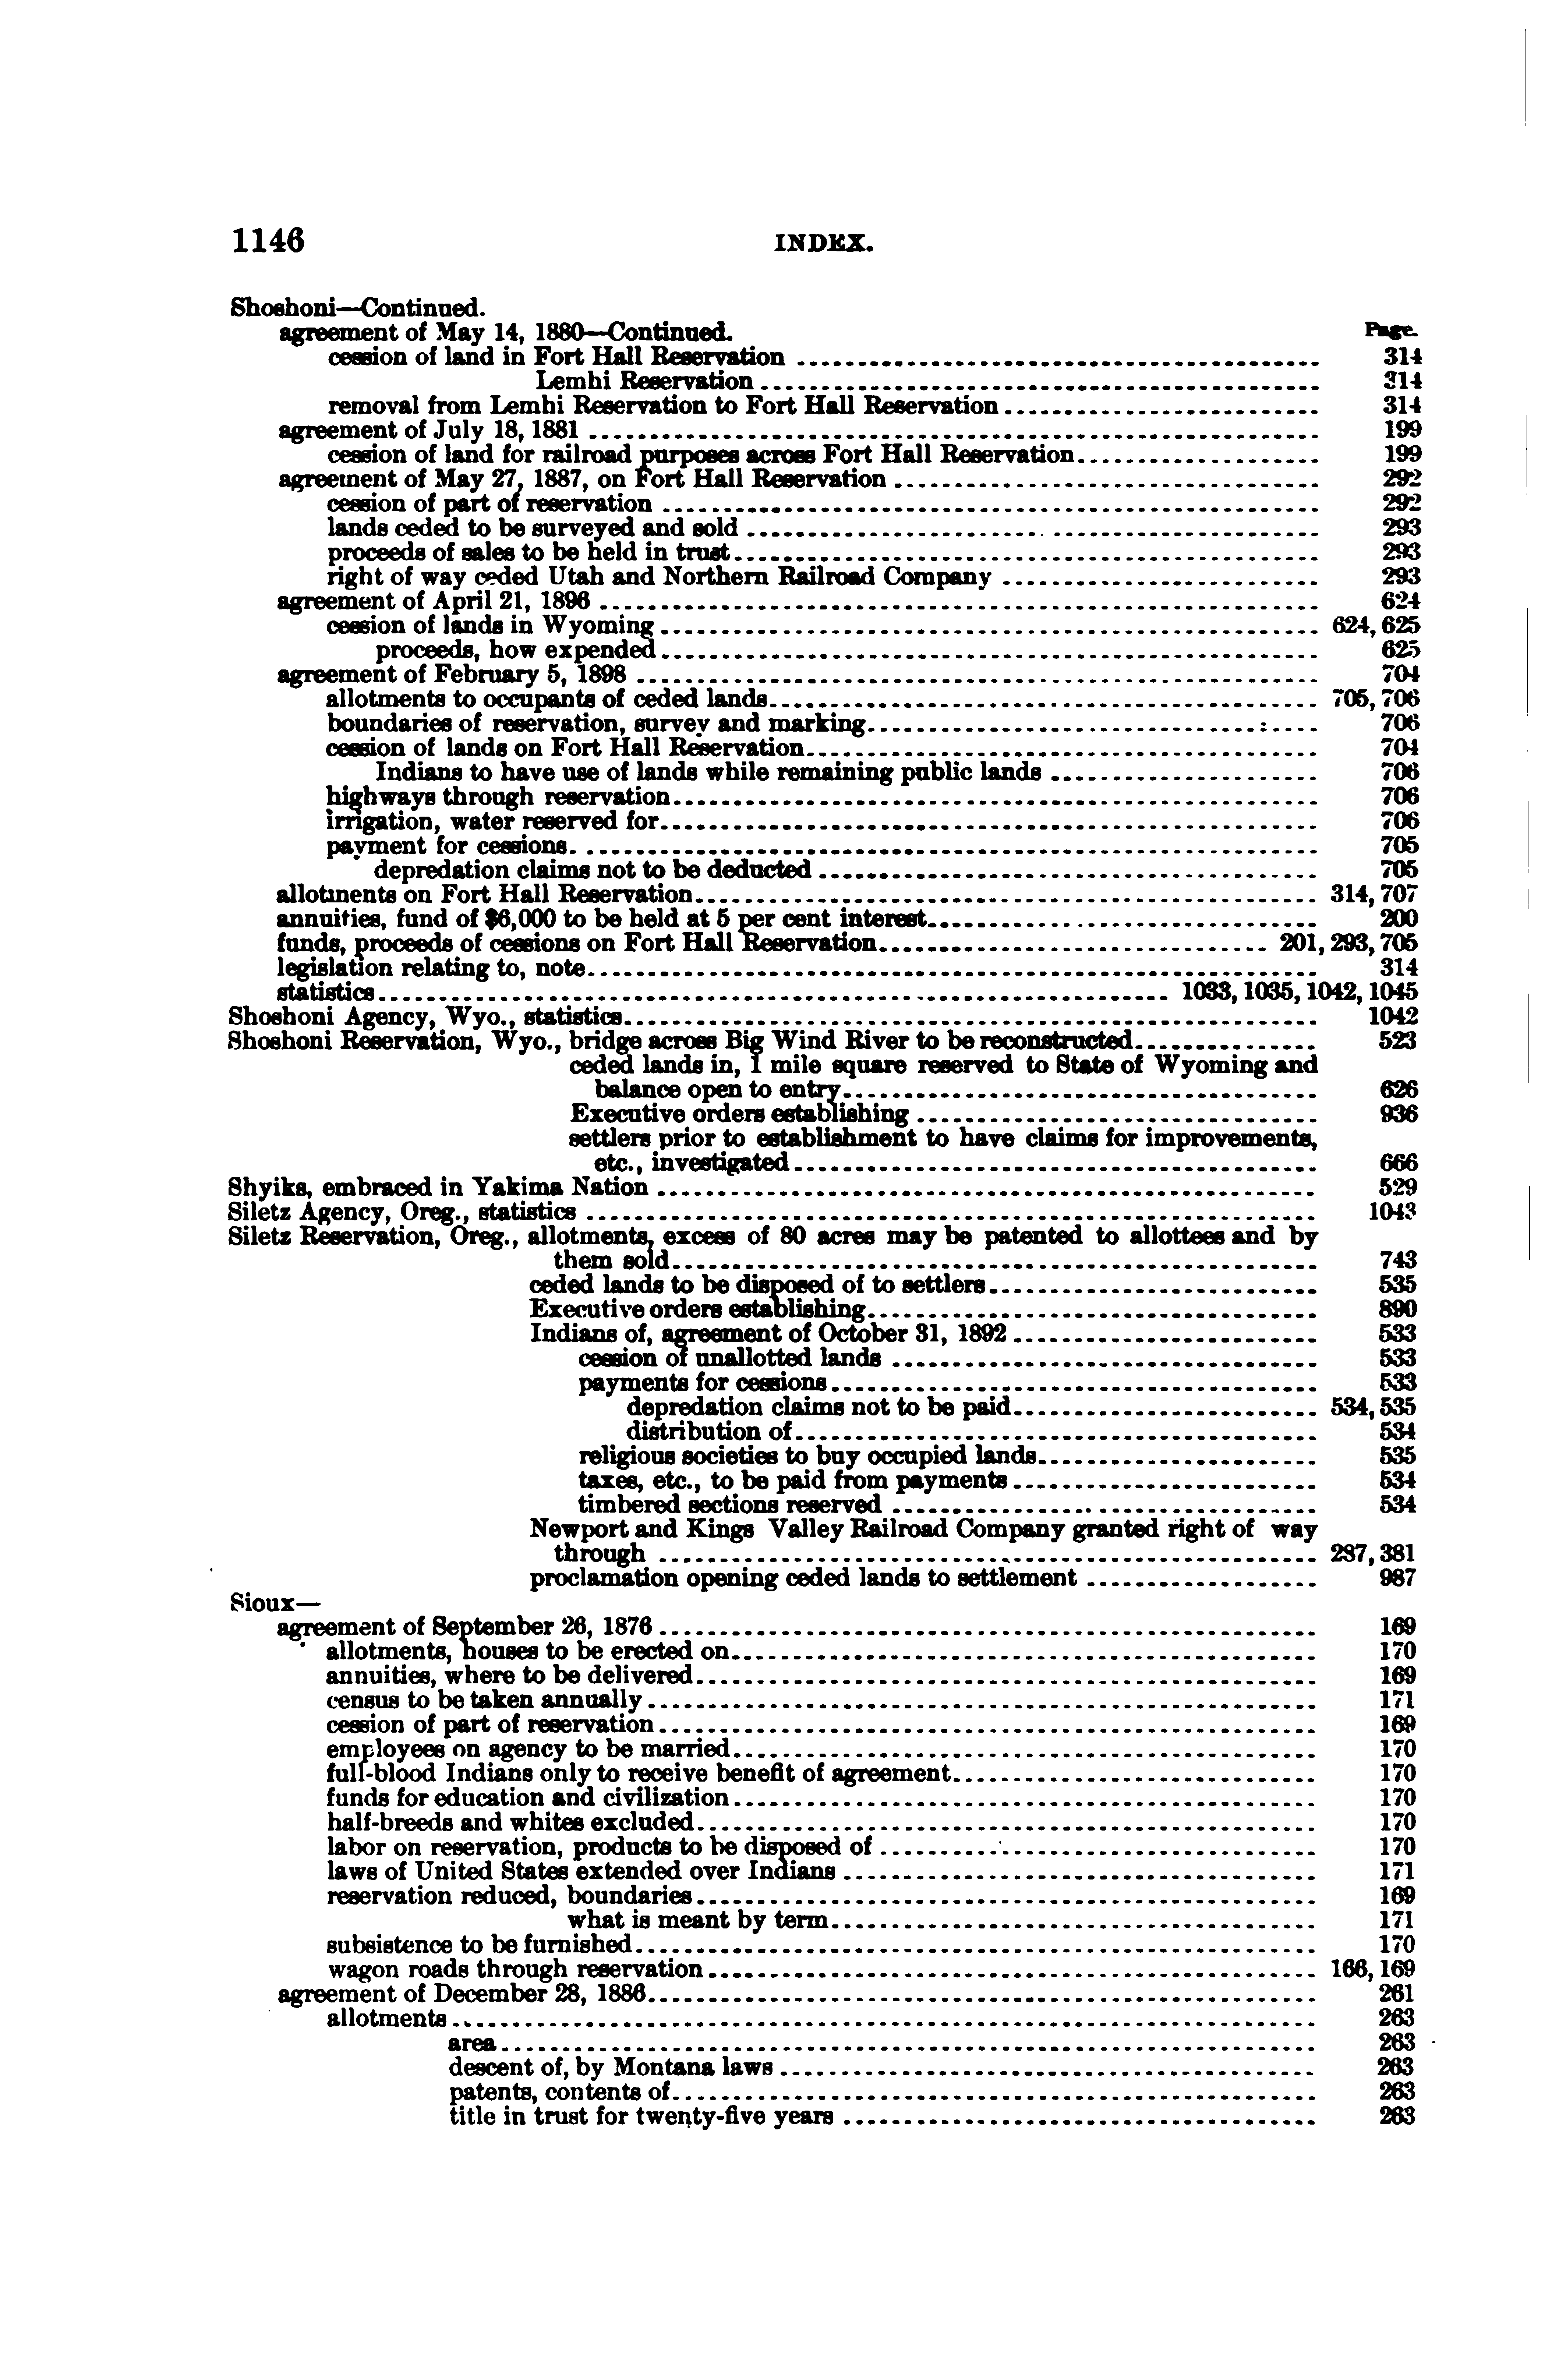 1146 INDEX.
Shoshoni—Continued.
agreement of May 14, 1880—Continued. Page.
cession of land in Fort Hall Reservation 314
Lemhi Reservation 314
removal from Lemhi Reservation to Fort Hall Reservation 314
agreement of July 18, 1881 199
cession of land for railroad purposes across Fort Hall Reservation 199
agreement of May 27, 1887, on Fort Hall Reservation 292
cession of part of reservation 292
lands ceded to be surveyed and sold 293
proceeds of sales to be held in trust 293
right of way ceded Utah and Northern Railroad Company 293
agreement of April 21, 1896 624
cession of lands in Wyoming 624, 625
proceeds, how expended 625
agreement of February 5, 1898 704
allotments to occupants of ceded lands 705, 706
boundaries of reservation, survey and marking 706
cession of lands on Fort Hall Reservation 704
Indians to have use of lands while remaining public lands 706
highways through reservation 706
irrigation, water reserved for 706
payment for cessions 705
depredation claims not to be deducted 705
allotments on Fort Hall Reservation 314, 707
annuities, fund of $6,000 to be held at 5 per cent interest 200
funds, proceeds of cessions on Fort Hall Reservation 201, 293, 705
legislation relating to, note 314
statistics 1033, 1035, 1042, 1045
Shoshoni Agency, Wyo., statistics 1042
Shoshoni Reservation, Wyo., bridge across Big Wind River to be reconstructed 523
ceded lands in, 1 mile square reserved to State of Wyoming and
balance open to entry 626
Executive orders establishing 936
settlers prior to establishment to have claims for improvements,
etc., investigated 666
Shyiks, embraced in Yakima Nation 529
Siletz Agency, Oreg., statistics 1043
Siletz Reservation, Oreg., allotments, excess of 80 acres may be patented to allottees and by
them sold 743
ceded lands to be disposed of to settlers 535
Executive orders establishing 890
Indians of, agreement of October 31, 1892 533
cession of unallotted lands 533
payments for cessions 533
depredation claims not to be paid 534, 535
distribution of 534
religious societies to buy occupied lands 535
taxes, etc., to be paid from payments 534
timbered sections reserved 534
Newport and Kings Valley Railroad Company granted right of way
through 287, 381
proclamation opening ceded lands to settlement 987
Sioux—
agreement of September 26, 1876 169
allotments, houses to be erected on 170
annuities, where to be delivered 169
census to be taken annually 171
cession of part of reservation 169
employees on agency to be married 170
full-blood Indians only to receive benefit of agreement 170
funds for education and civilization 170
half-breeds and whites excluded 170
labor on reservation, products to be disposed of 170
laws of United States extended over Indians 171
reservation reduced, boundaries 169
what is meant by term 171
subsistence to be furnished 170
wagon roads through reservation 166, 169
agreement of December 28, 1886 261
allotments 263
area 263
descent of, by Montana laws 263
patents, contents of 263
title in trust for twenty-five years 263